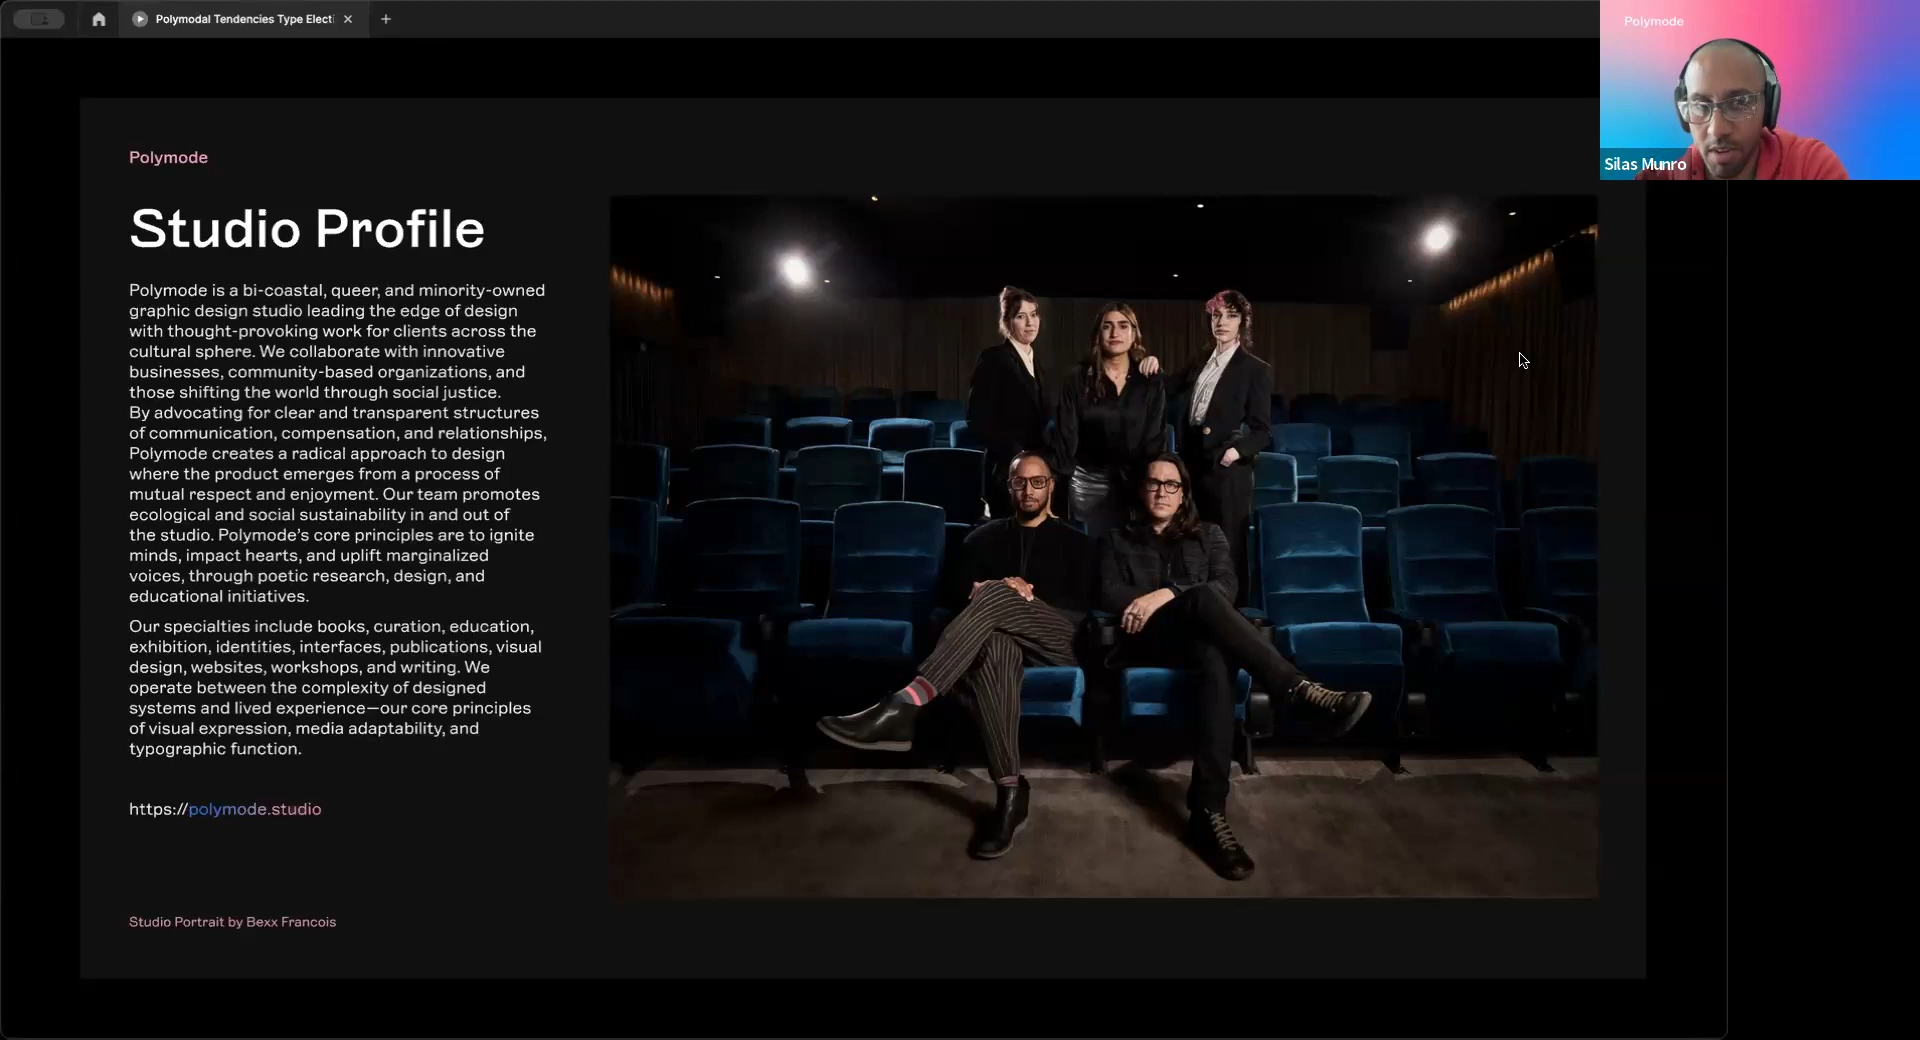 Polymodal Tendencies Type Electi
Polymode
Silas Munro
Polymode
Studio Profile
Polymode is a bi-coastal, queer, and minority-owned
graphic design studio leading the edge of design
with thought-provoking work for clients across the
cultural sphere. We collaborate with innovative
businesses, community-based organizations, and
those shifting the world through social justice.
By advocating for clear and transparent structures
of communication, compensation, and relationships,
Polymode creates a radical approach to design
where the product emerges from a process of
mutual respect and enjoyment. Our team promotes
ecological and social sustainability in and out of
the studio. Polymode’s core principles are to ignite
minds, impact hearts, and uplift marginalized
voices, through poetic research, design, and
educational initiatives.
Our specialties include books, curation, education,
exhibition, identities, interfaces, publications, visual
design, websites, workshops, and writing. We
operate between the complexity of designed
systems and lived experience—our core principles
of visual expression, media adaptability, and
typographic function.
https://polymode.studio
Studio Portrait by Bexx Francois